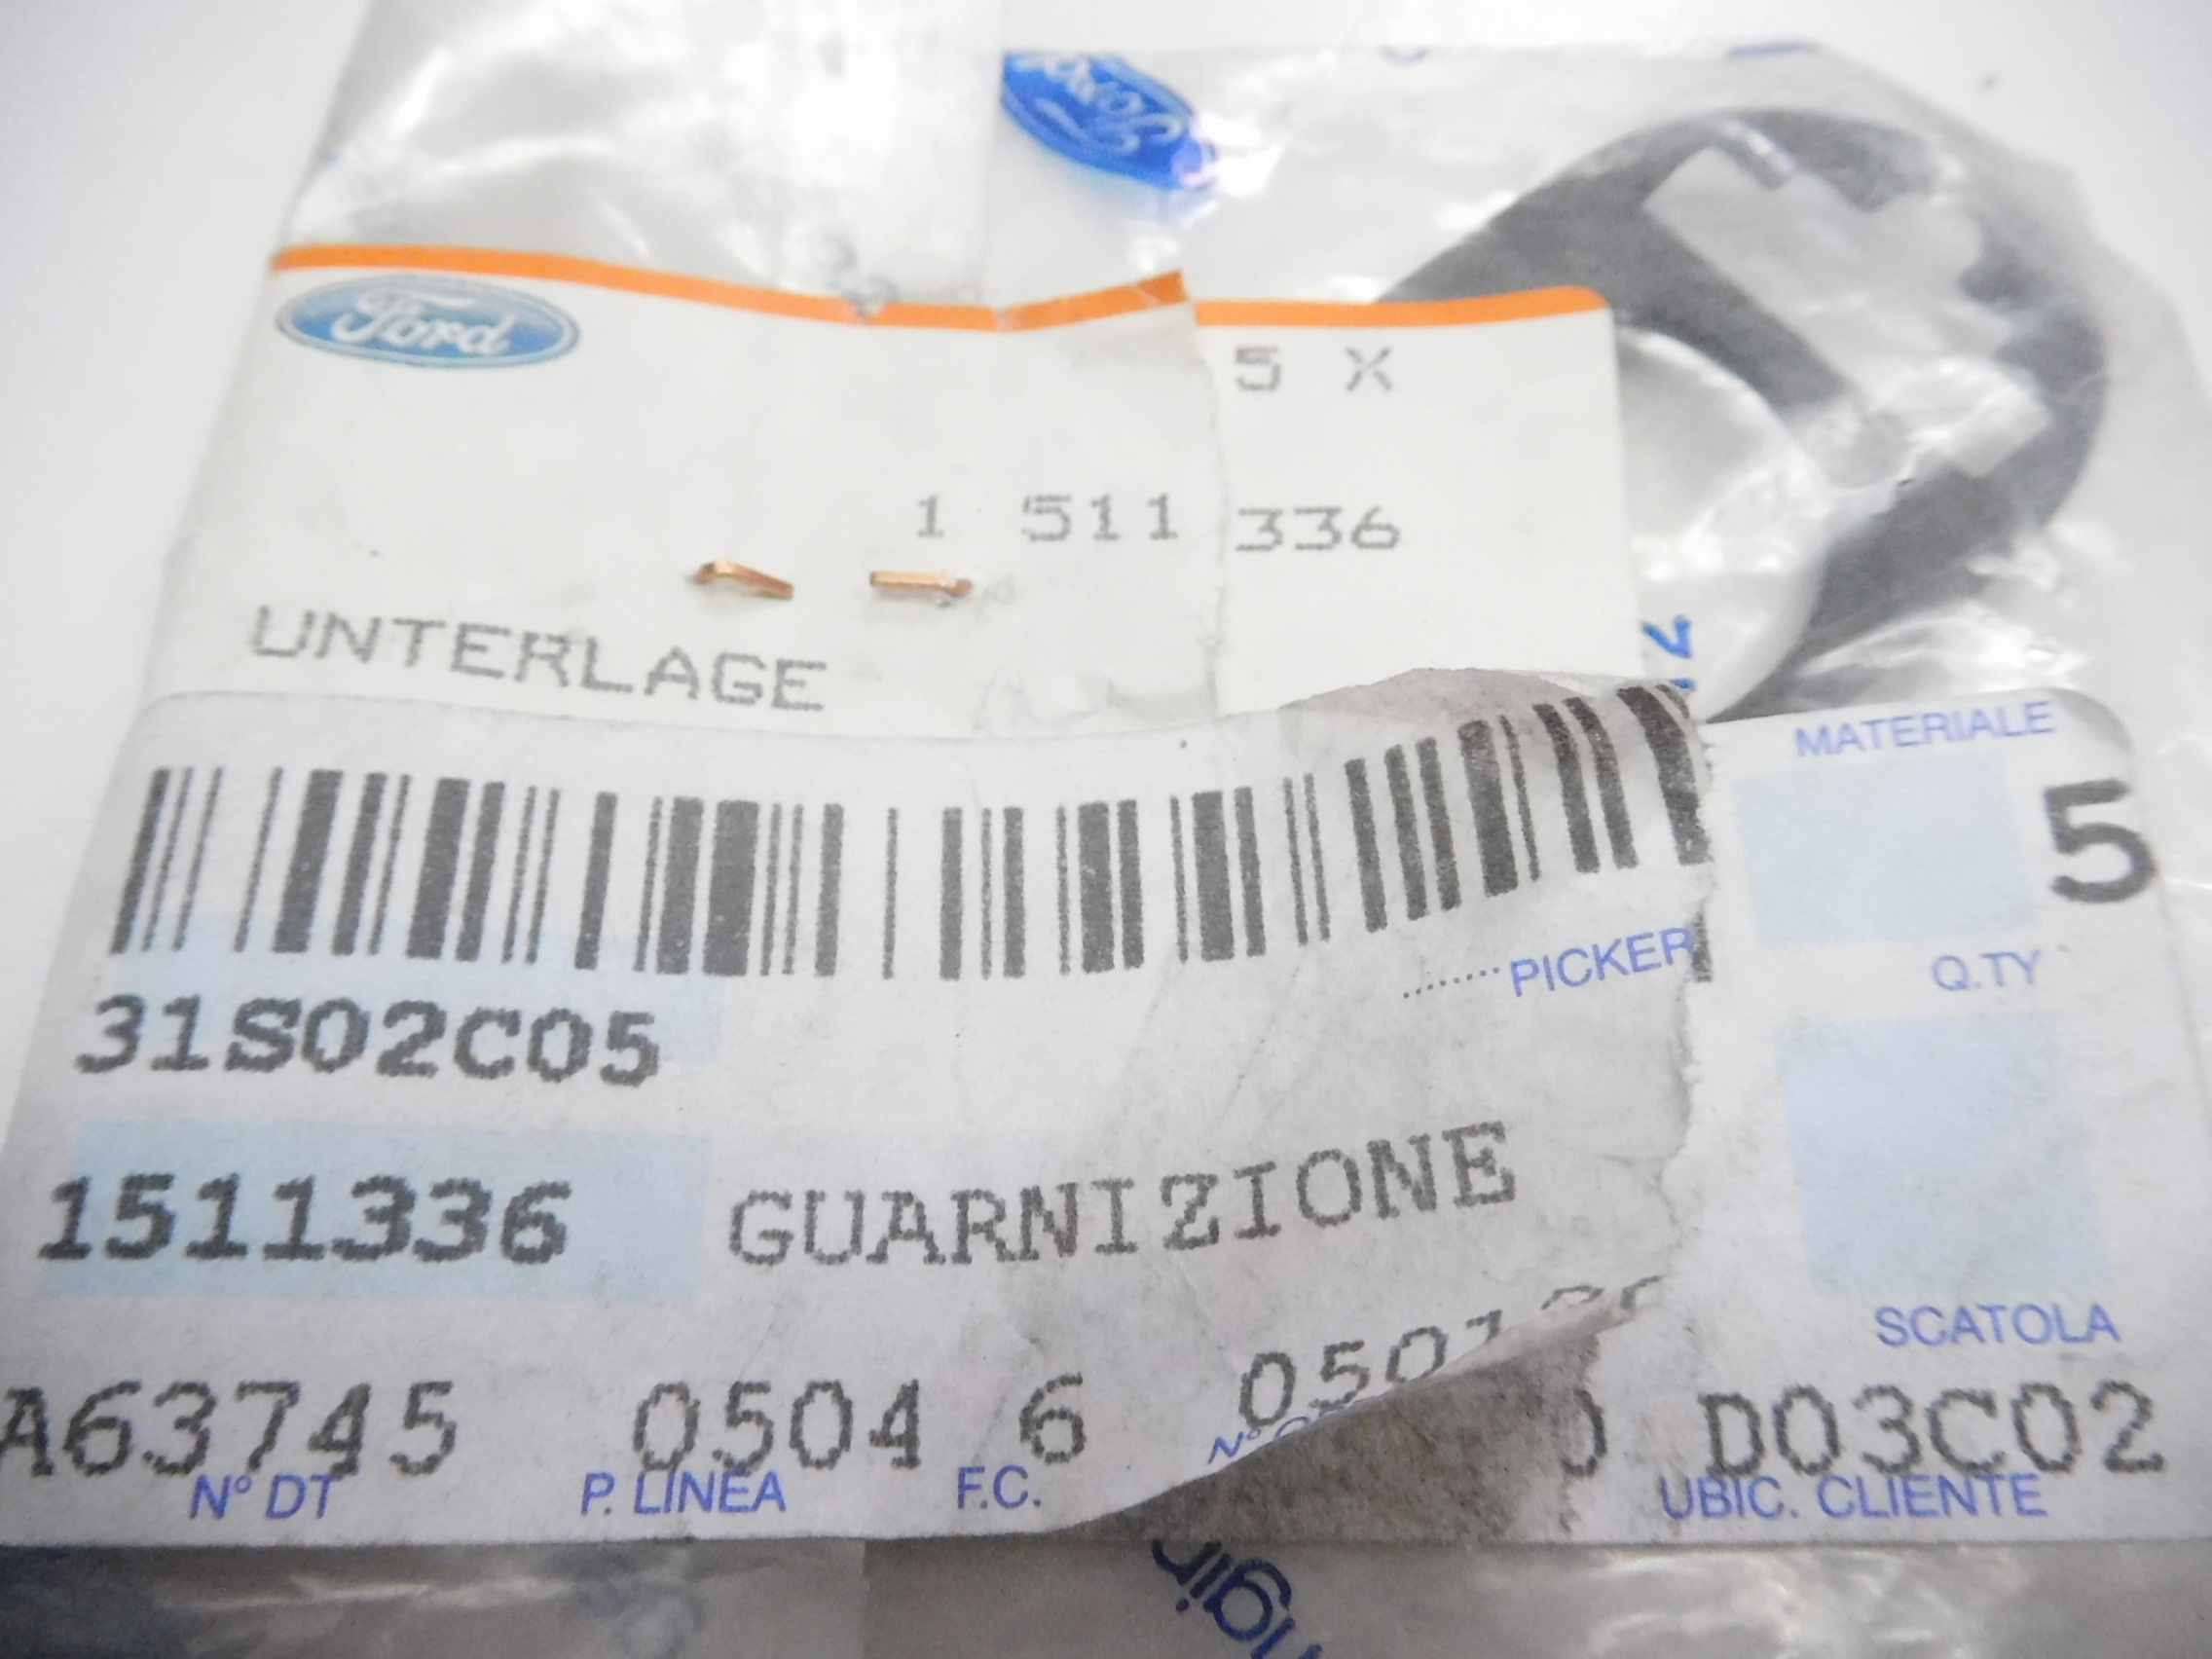 Ford
Ford
5 X
1 511 336
UNTERLAGE
MATERIALE
5
PICKER
Q.TY
31S02C05
1511336 GUARNIZIONE
SCATOLA
A63745 0504 6 D03C02
N° DT P. LINEA F.C. N° UBIC. CLIENTE